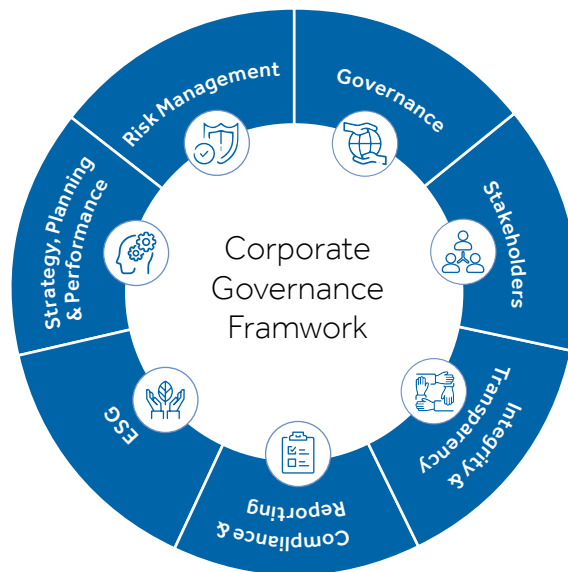 Corporate
Governance
Framwork
Governance
Stakeholders
Integrity &
Transparency
Compliance &
Reporting
ESG
Strategy, Planning
& Performance
Risk Management